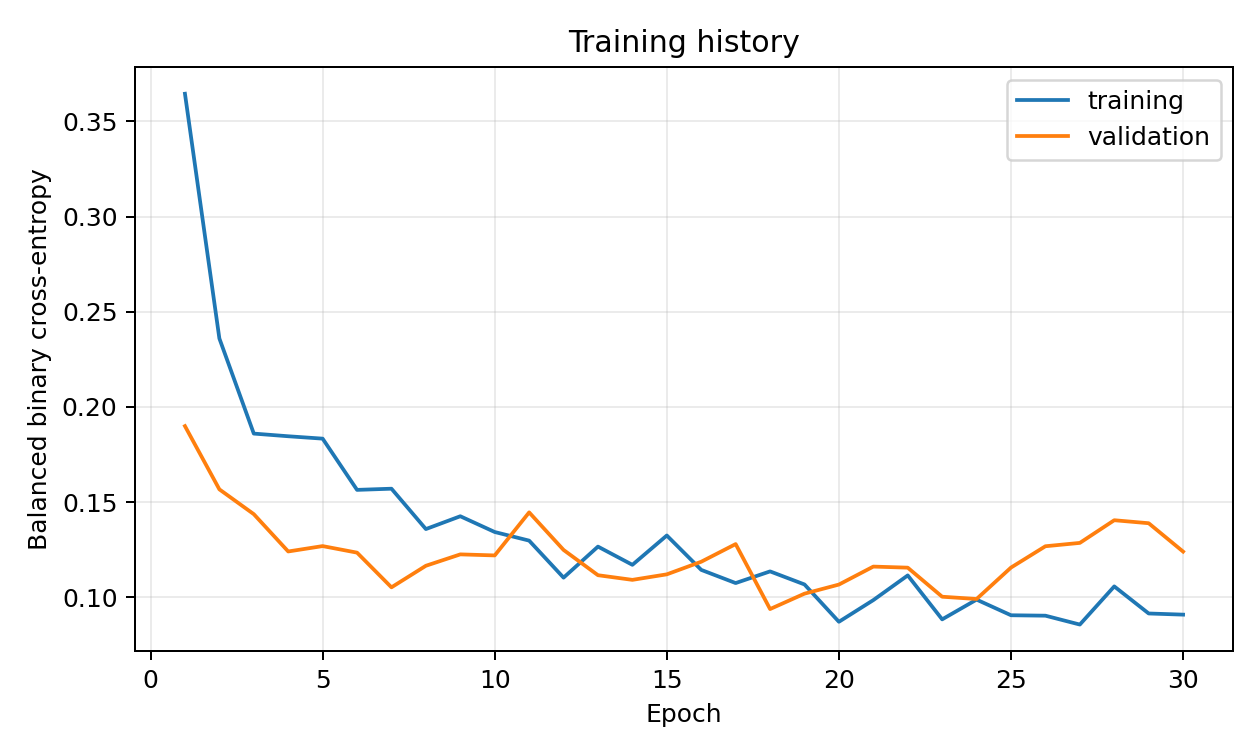 Training history
Balanced binary cross-entropy
0.35
0.30
0.25
0.20
0.15
0.10
training
validation
0 5 10 15 20 25 30
Epoch